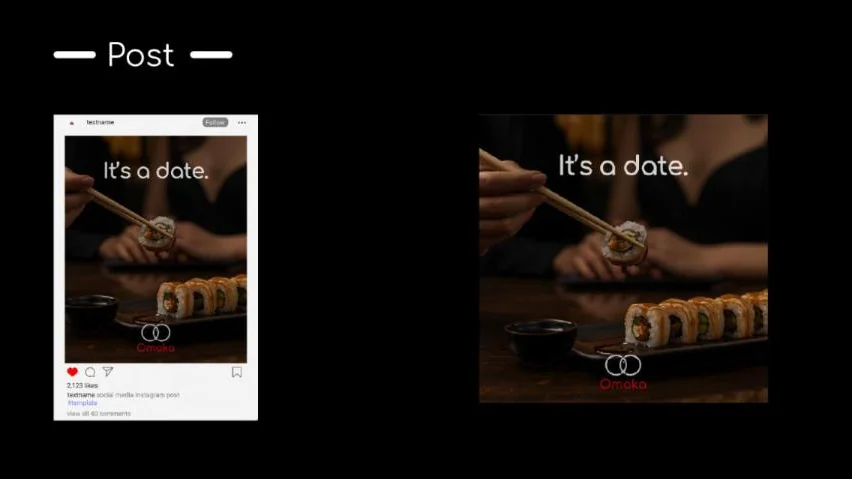 Post
textname
Follow
It's a date.
Omaka
2,123 likes
textname social media instagram post
#template
view all 40 comments
It's a date.
Omaka